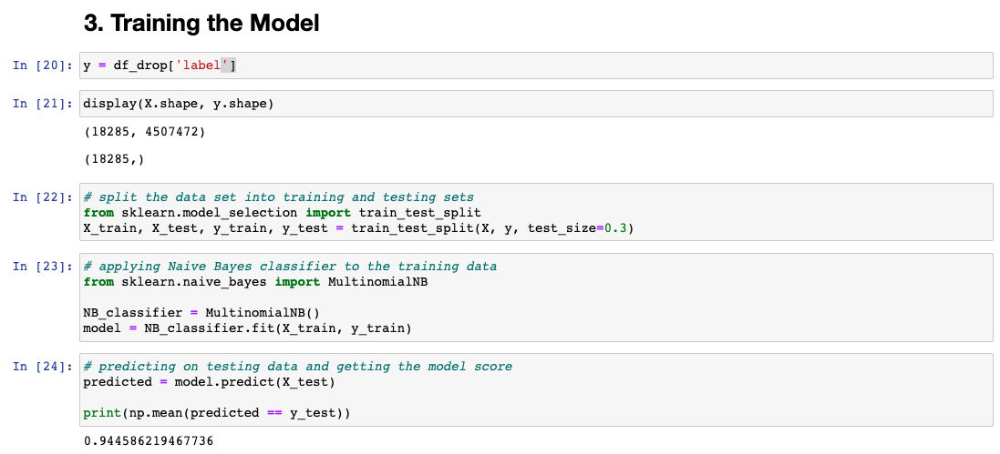 3. Training the Model
In [20]: y = df_drop['label']
In [21]: display(X.shape, y.shape)
(18285, 4507472)
(18285,)
In [22]: # split the data set into training and testing sets
from sklearn.model_selection import train_test_split
X_train, X_test, y_train, y_test = train_test_split(X, y, test_size=0.3)
In [23]: # applying Naive Bayes classifier to the training data
from sklearn.naive_bayes import MultinomialNB
NB_classifier = MultinomialNB()
model = NB_classifier.fit(X_train, y_train)
In [24]: # predicting on testing data and getting the model score
predicted = model.predict(X_test)
print(np.mean(predicted == y_test))
0.944586219467736